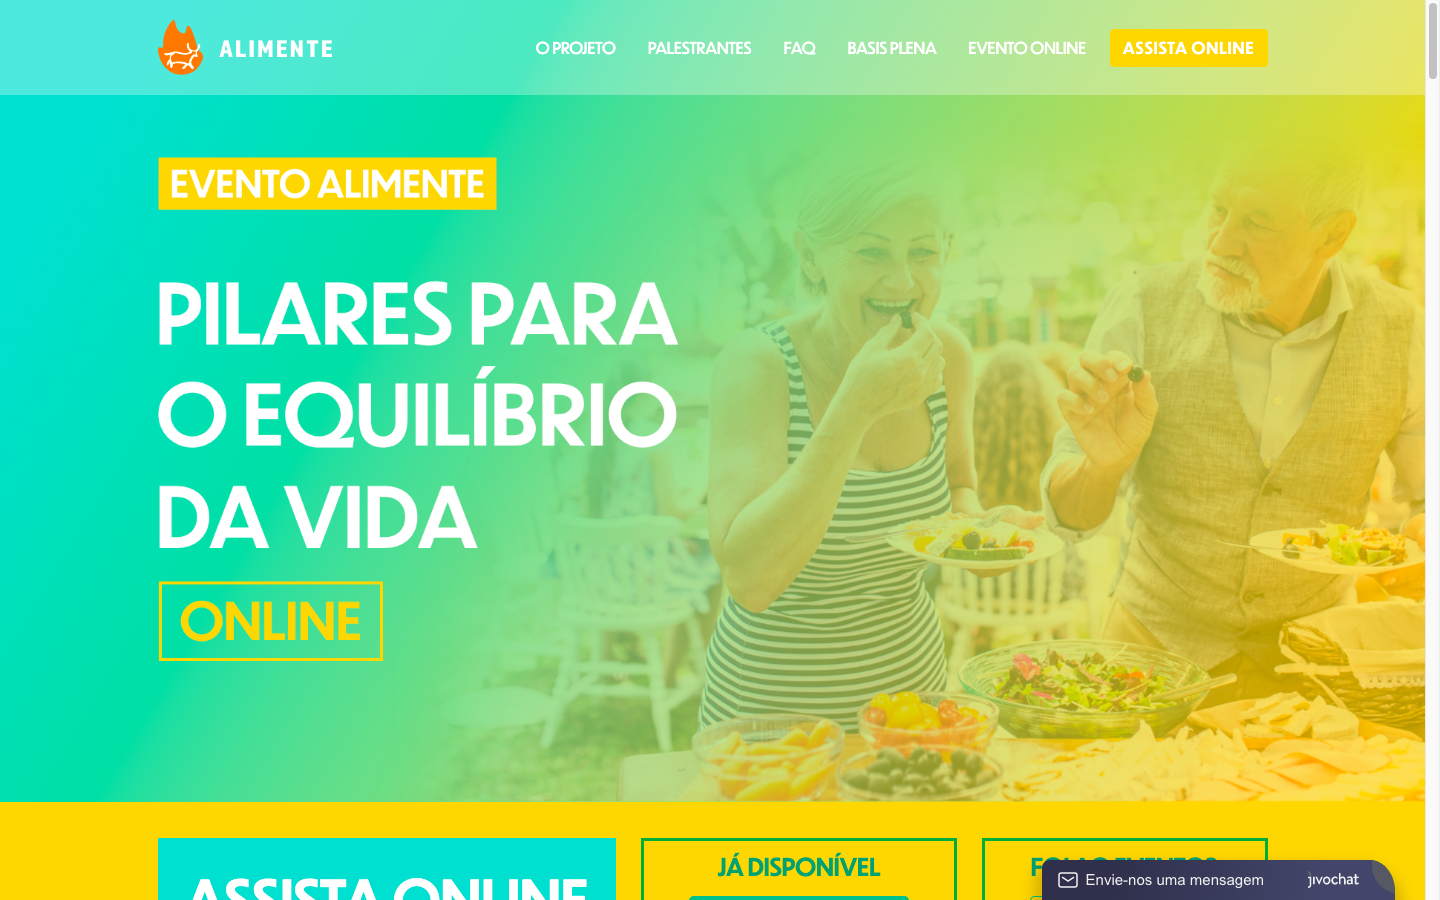 ALIMENTE
O PROJETO
PALESTRANTES
FAQ
BASIS PLENA
EVENTO ONLINE
ASSISTA ONLINE
EVENTO ALIMENTE
PILARES PARA
O EQUILÍBRIO
DA VIDA
ONLINE
ASSISTA ONLINE
JÁ DISPONÍVEL
Envie-nos uma mensagem
jivochat